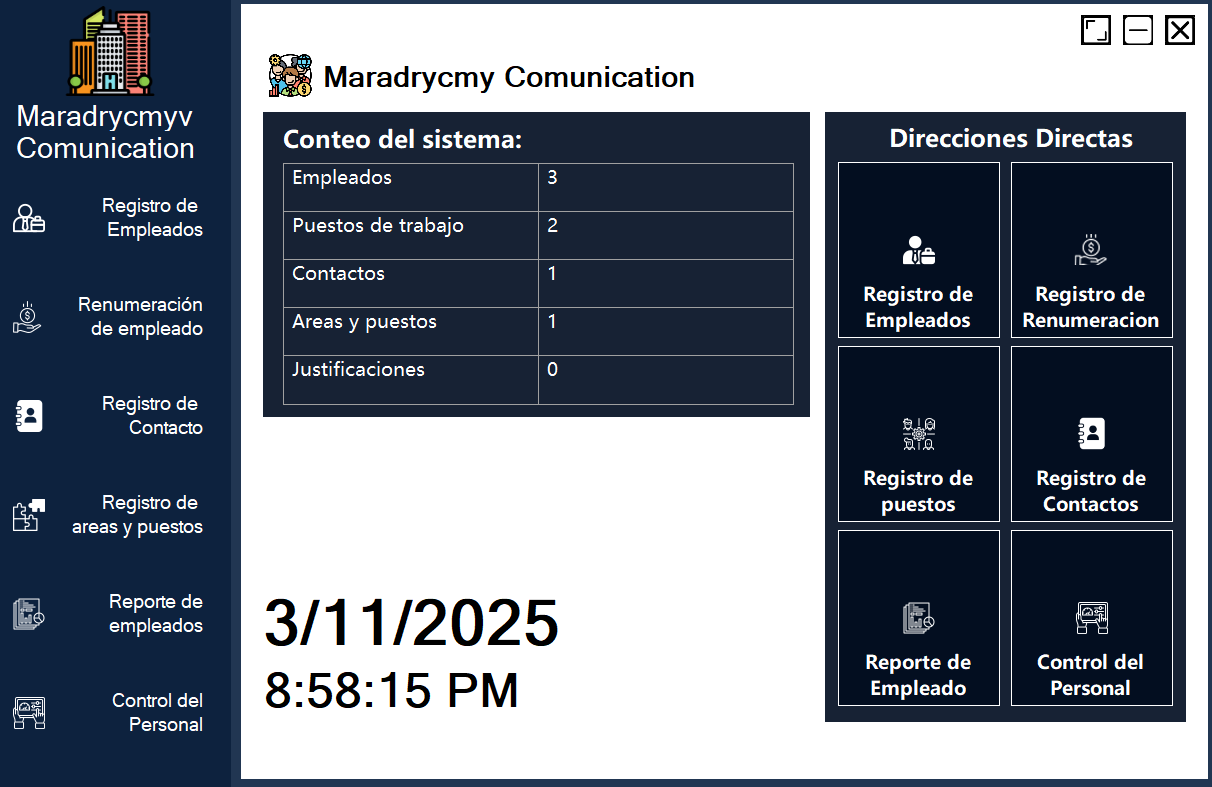 Maradrycmyv
Comunication
Registro de
Empleados
Renumeración
de empleado
Registro de
Contacto
Registro de
areas y puestos
Reporte de
empleados
Control del
Personal
Maradrycmy Comunication
Conteo del sistema:
Empleados 3
Puestos de trabajo 2
Contactos 1
Areas y puestos 1
Justificaciones 0
3/11/2025
8:58:15 PM
Direcciones Directas
Registro de
Empleados
Registro de
Renumeracion
Registro de
puestos
Registro de
Contactos
Reporte de
Empleado
Control del
Personal